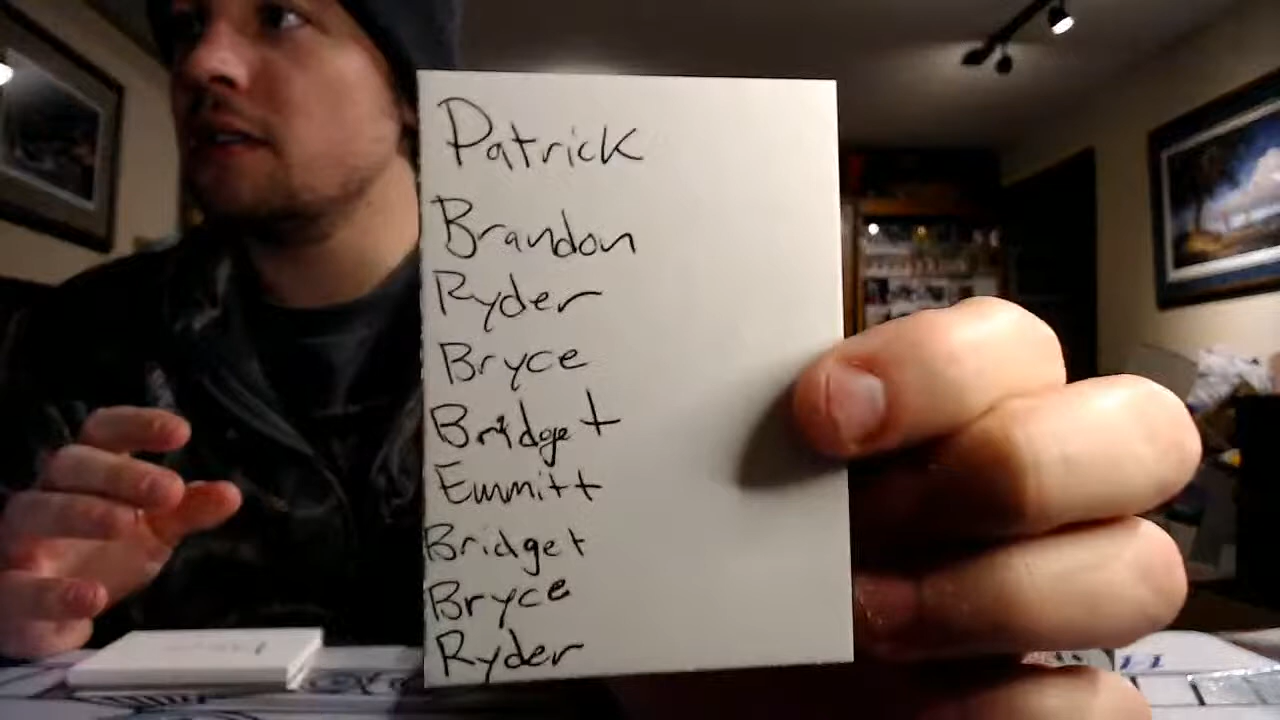 Patrick
Brandon
Ryder
Bryce
Bridget
Emmitt
Bridget
Bryce
Ryder